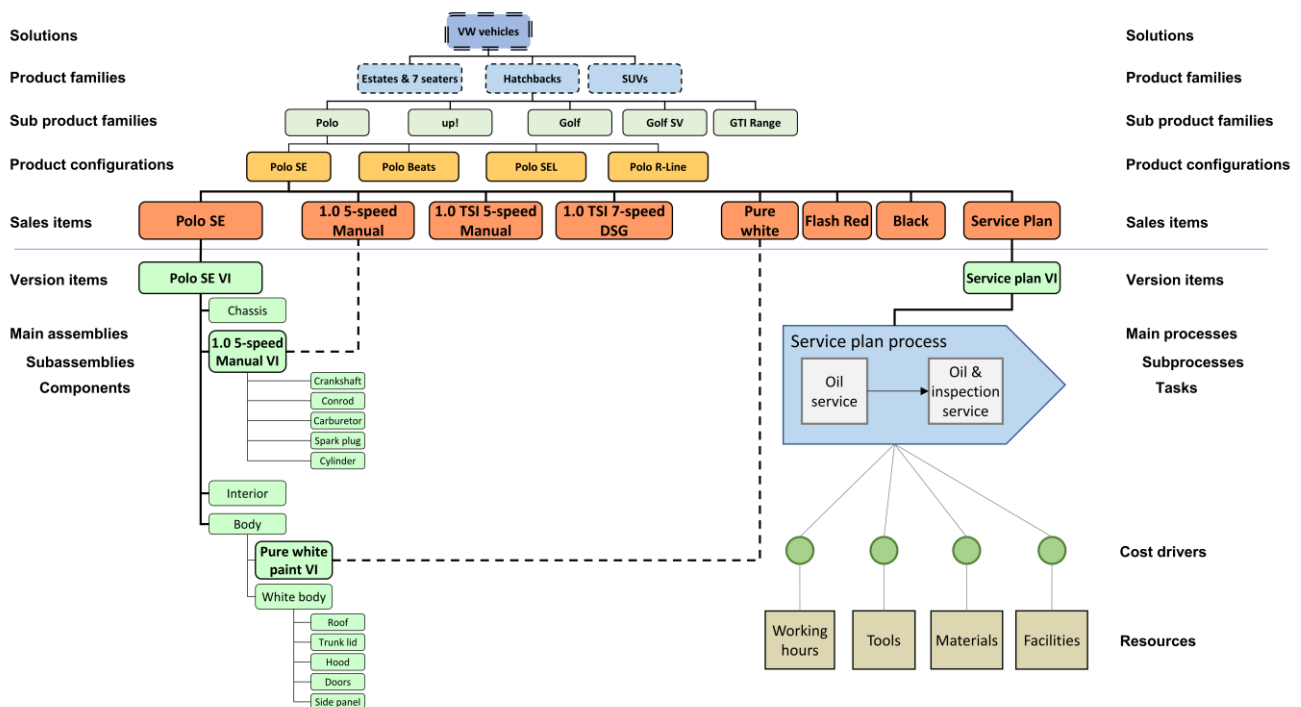 VW vehicles
Solutions
Solutions
Product families
Estates & 7 seaters
Hatchbacks
SUVs
Product families
Sub product families
Polo
up!
Golf
Golf SV
GTI Range
Sub product families
Product configurations
Polo SE
Polo Beats
Polo SEL
Polo R-Line
Product configurations
Sales items
Polo SE
1.0 5-speed
Manual
1.0 TSI 5-speed
Manual
1.0 TSI 7-speed
DSG
Pure
white
Flash Red
Black
Service Plan
Sales items
Version items
Polo SE VI
Service plan VI
Version items
Chassis
Main assemblies
Subassemblies
Components
1.0 5-speed
Manual VI
Crankshaft
Conrod
Carburetor
Spark plug
Cylinder
Interior
Body
Pure white
paint VI
White body
Roof
Trunk lid
Hood
Doors
Side panel
Service plan process
Oil
service
Oil &
inspection
service
Main processes
Subprocesses
Tasks
Cost drivers
Working
hours
Tools
Materials
Facilities
Resources